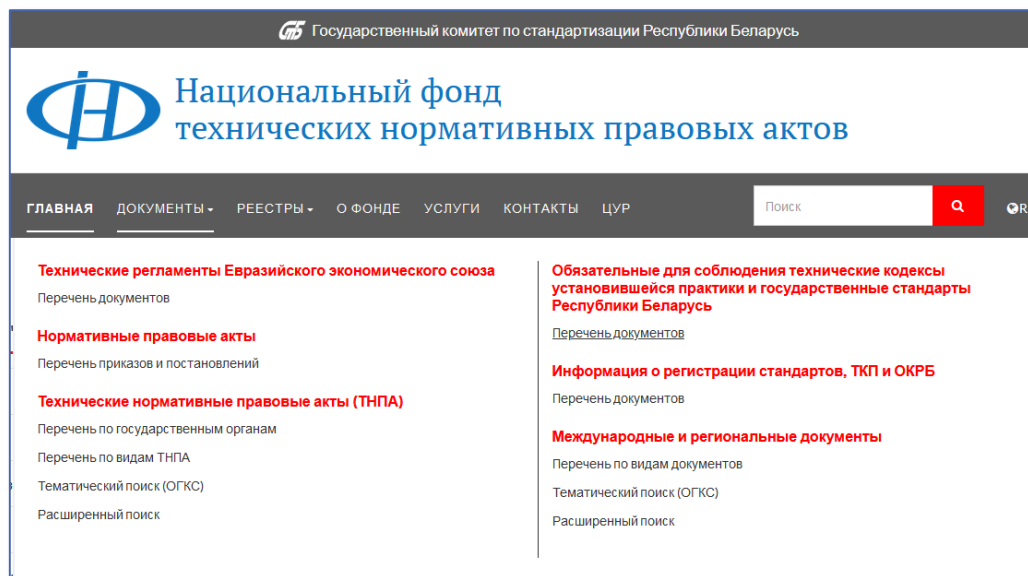 СТБ Государственный комитет по стандартизации Республики Беларусь
Национальный фонд
технических нормативных правовых актов
ГЛАВНАЯ ДОКУМЕНТЫ РЕЕСТРЫ О ФОНДЕ УСЛУГИ КОНТАКТЫ ЦУР Поиск R
Технические регламенты Евразийского экономического союза
Перечень документов
Нормативные правовые акты
Перечень приказов и постановлений
Технические нормативные правовые акты (ТНПА)
Перечень по государственным органам
Перечень по видам ТНПА
Тематический поиск (ОГКС)
Расширенный поиск
Обязательные для соблюдения технические кодексы
установившейся практики и государственные стандарты
Республики Беларусь
Перечень документов
Информация о регистрации стандартов, ТКП и ОКРБ
Перечень документов
Международные и региональные документы
Перечень по видам документов
Тематический поиск (ОГКС)
Расширенный поиск